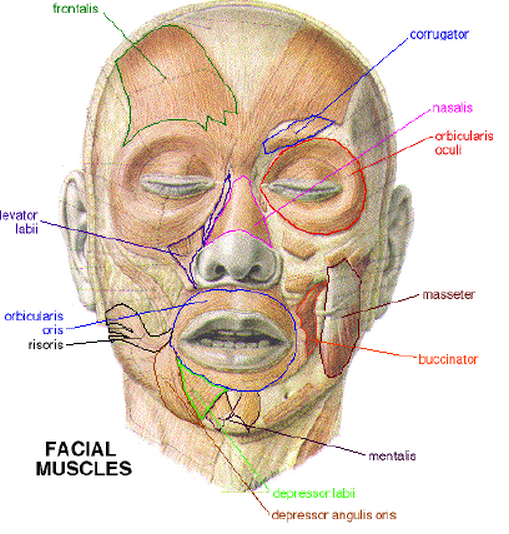 frontalis
corrugator
nasalis
orbicularis
oculi
levator
labii
masseter
orbicularis
oris
risoris
buccinator
FACIAL
MUSCLES
mentalis
depressor labii
depressor angulis oris